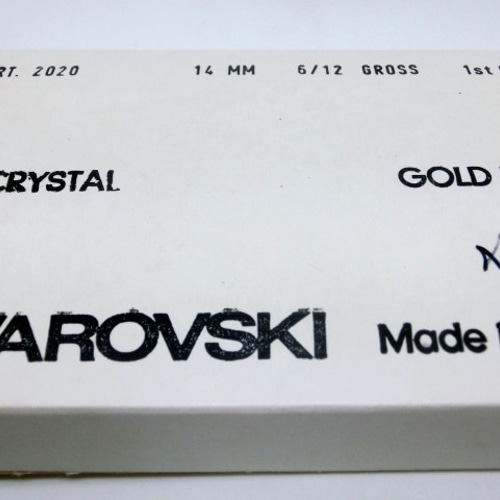 RT. 2020 14 MM 6/12 GROSS 1st
CRYSTAL GOLD
VAROVSKI Made